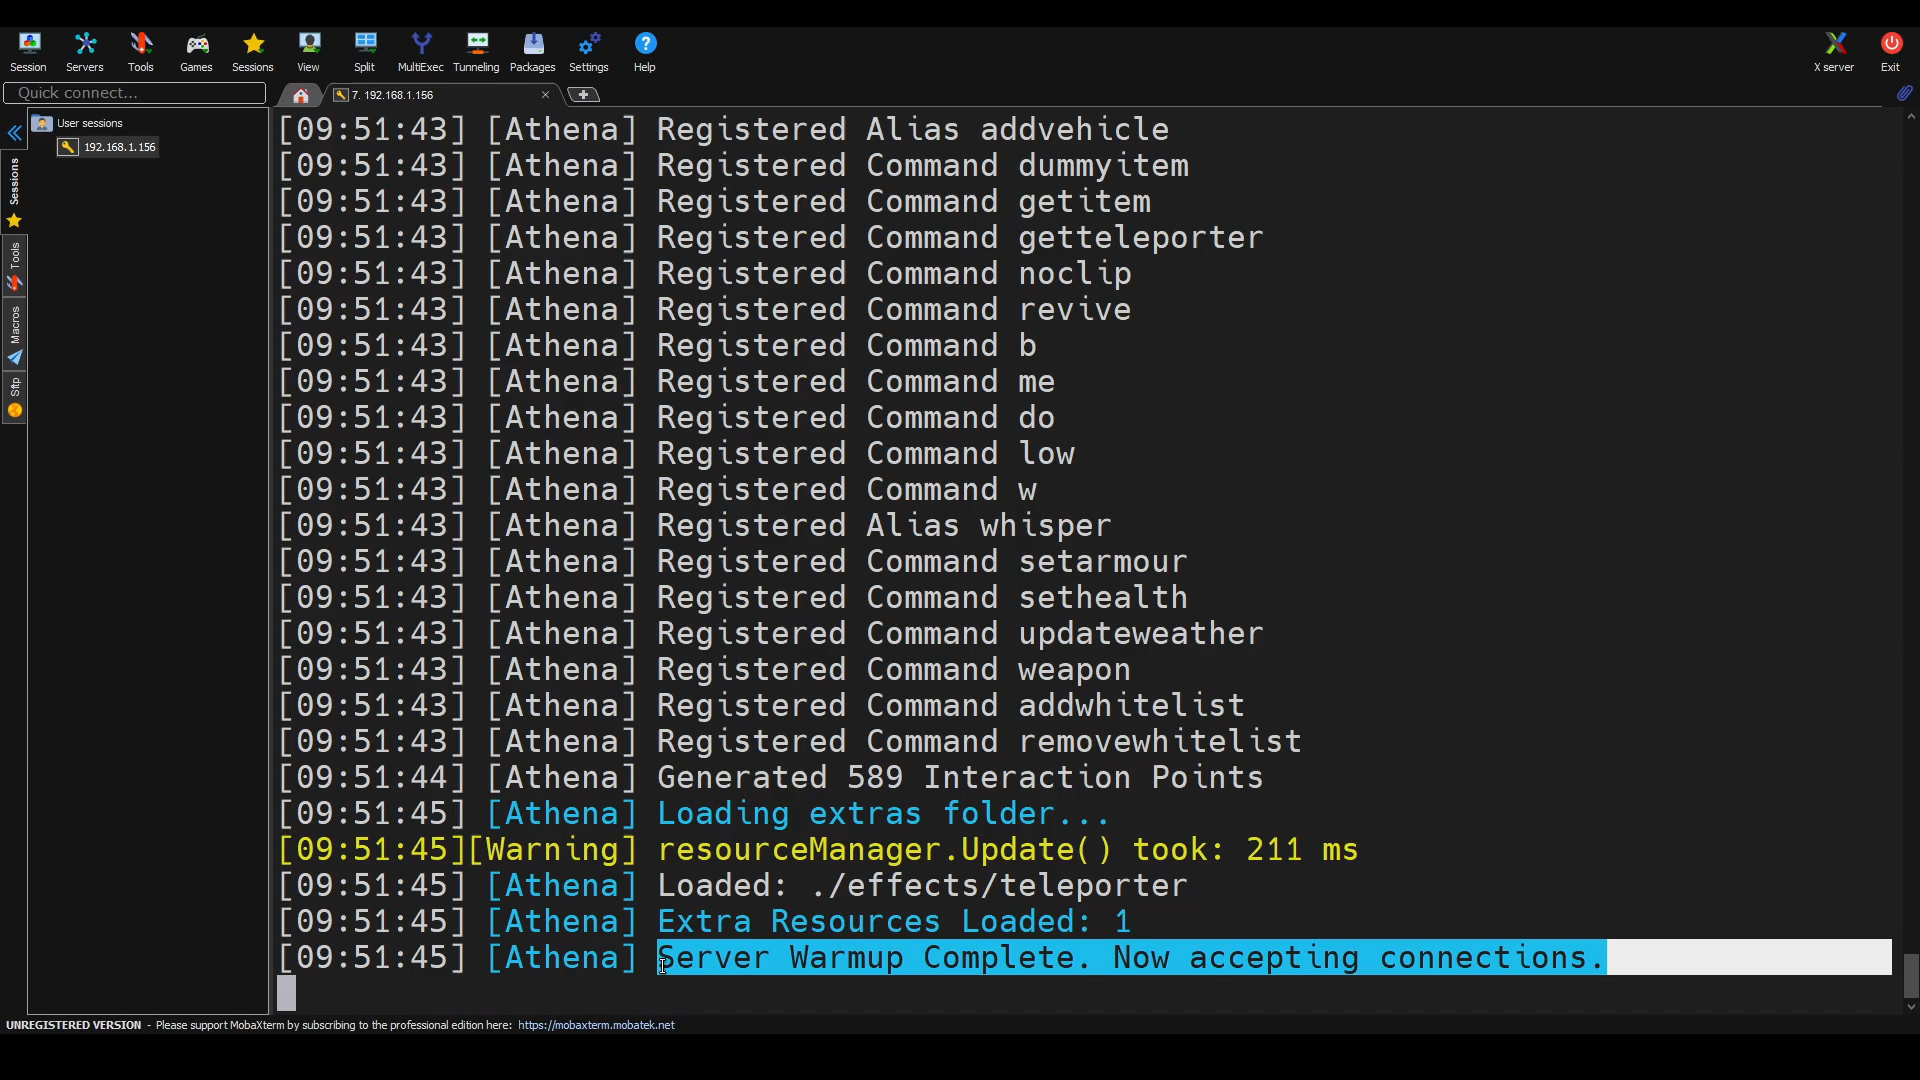 Session Servers Tools Games Sessions View Split MultiExec Tunneling Packages Settings Help X server Exit
Quick connect...
7. 192.168.1.156
User sessions
192.168.1.156
Sessions
Tools
Macros
Sftp
[09:51:43] [Athena] Registered Alias addvehicle
[09:51:43] [Athena] Registered Command dummyitem
[09:51:43] [Athena] Registered Command getitem
[09:51:43] [Athena] Registered Command getteleporter
[09:51:43] [Athena] Registered Command noclip
[09:51:43] [Athena] Registered Command revive
[09:51:43] [Athena] Registered Command b
[09:51:43] [Athena] Registered Command me
[09:51:43] [Athena] Registered Command do
[09:51:43] [Athena] Registered Command low
[09:51:43] [Athena] Registered Command w
[09:51:43] [Athena] Registered Alias whisper
[09:51:43] [Athena] Registered Command setarmour
[09:51:43] [Athena] Registered Command sethealth
[09:51:43] [Athena] Registered Command updateweather
[09:51:43] [Athena] Registered Command weapon
[09:51:43] [Athena] Registered Command addwhitelist
[09:51:43] [Athena] Registered Command removewhitelist
[09:51:44] [Athena] Generated 589 Interaction Points
[09:51:45] [Athena] Loading extras folder...
[09:51:45][Warning] resourceManager.Update() took: 211 ms
[09:51:45] [Athena] Loaded: ./effects/teleporter
[09:51:45] [Athena] Extra Resources Loaded: 1
[09:51:45] [Athena] Server Warmup Complete. Now accepting connections.
UNREGISTERED VERSION - Please support MobaXterm by subscribing to the professional edition here: https://mobaxterm.mobatek.net